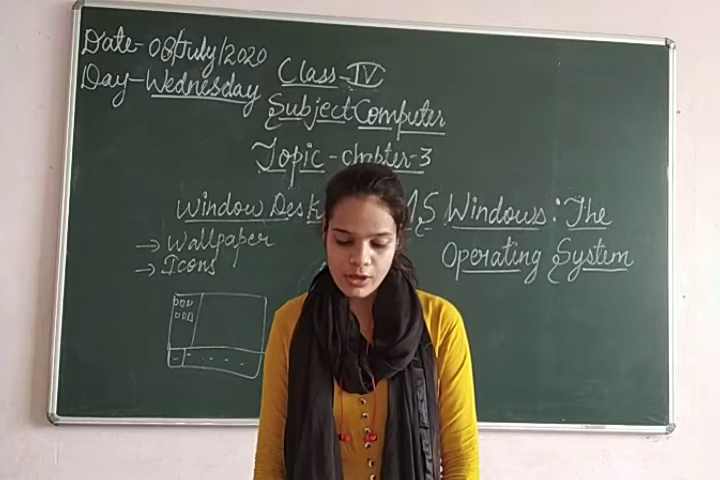 Date- 08/July/2020
Day-Wednesday
Class-IV
Subject Computer
Topic - chapter-3
Window Des
MS Windows: The
Operating System
→ Wallpaper
→ Icons